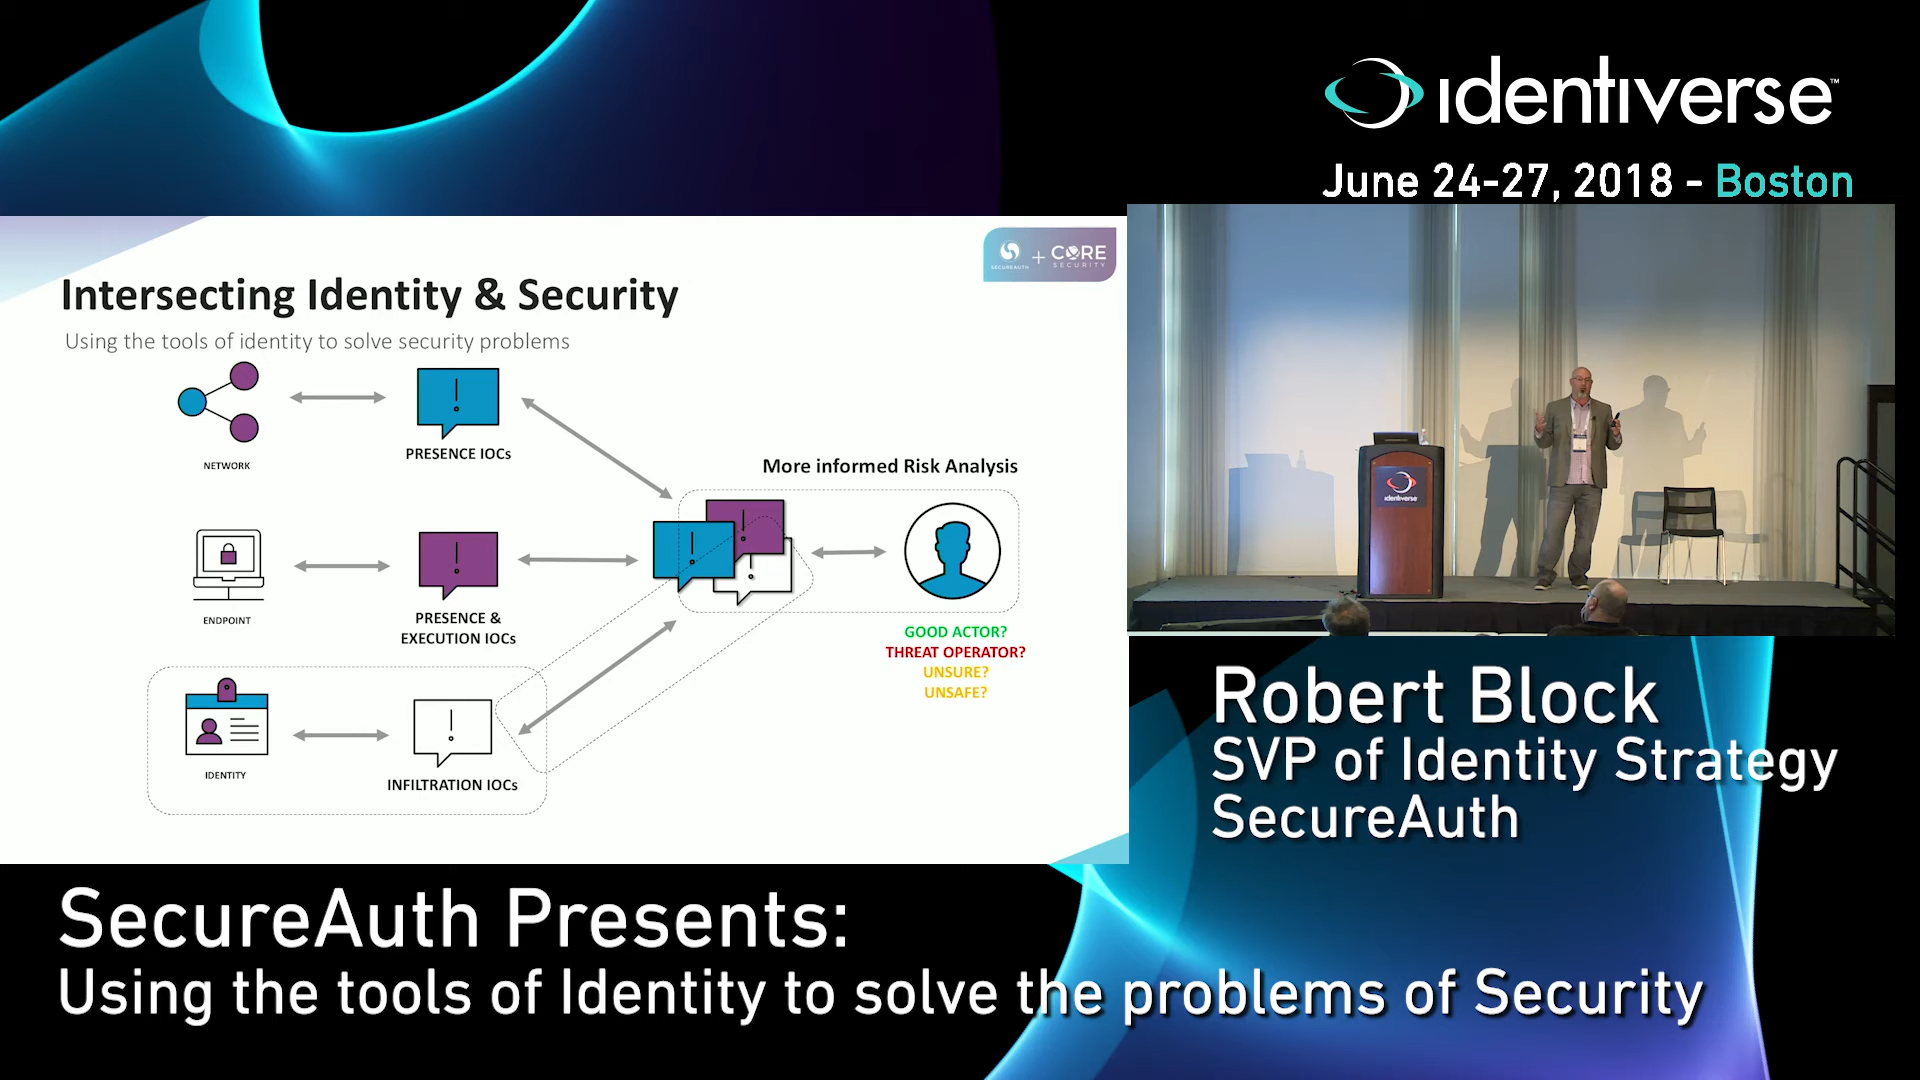 identiverse™
June 24-27, 2018 - Boston
SECUREAUTH + CORE SECURITY
Intersecting Identity & Security
Using the tools of identity to solve security problems
NETWORK
PRESENCE IOCs
More informed Risk Analysis
ENDPOINT
PRESENCE &
EXECUTION IOCs
GOOD ACTOR?
THREAT OPERATOR?
UNSURE?
UNSAFE?
IDENTITY
INFILTRATION IOCs
identiverse
Robert Block
SVP of Identity Strategy
SecureAuth
SecureAuth Presents:
Using the tools of Identity to solve the problems of Security